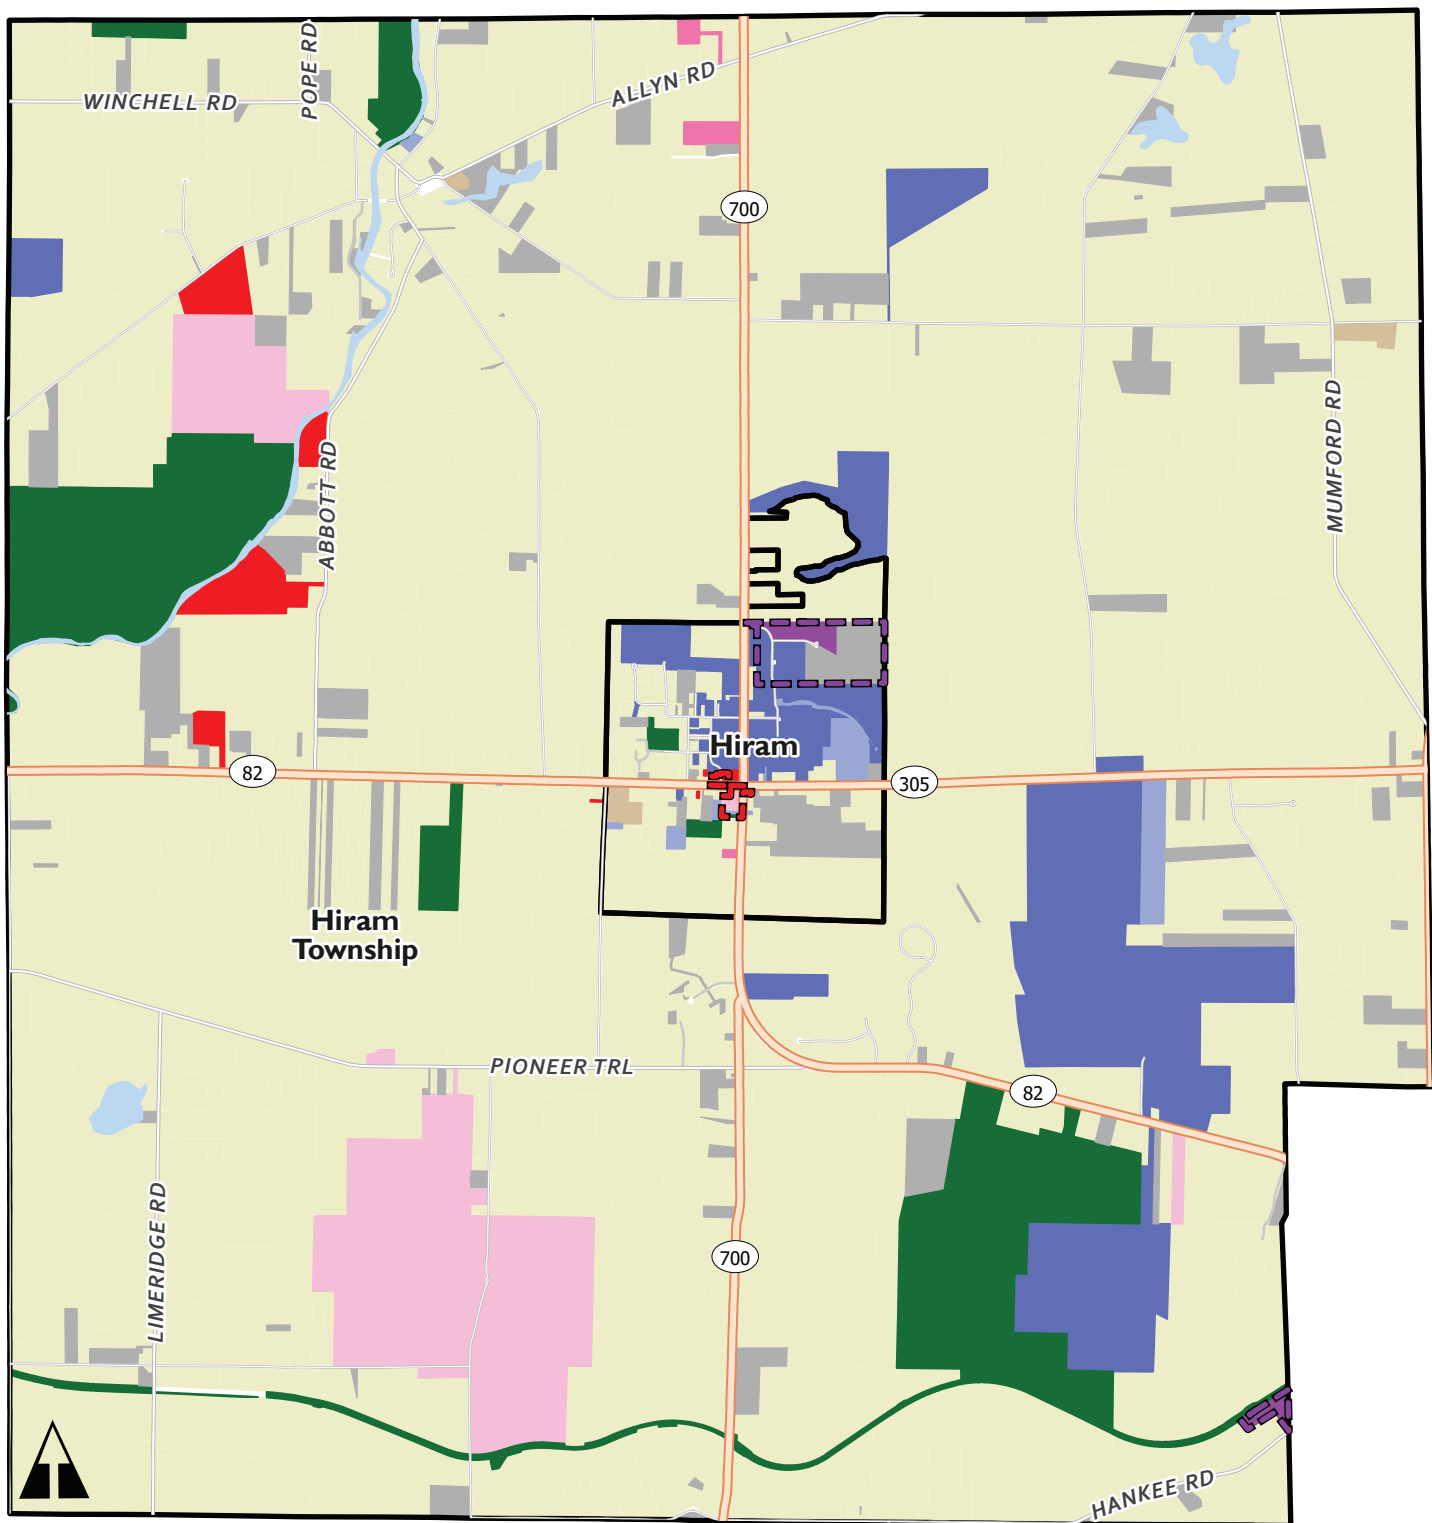 POPE RD
WINCHELL RD
ALLYN RD
700
MUMFORD RD
ABBOTT RD
Hiram
82
305
Hiram
Township
PIONEER TRL
82
LIMERIDGE RD
700
HANKEE RD